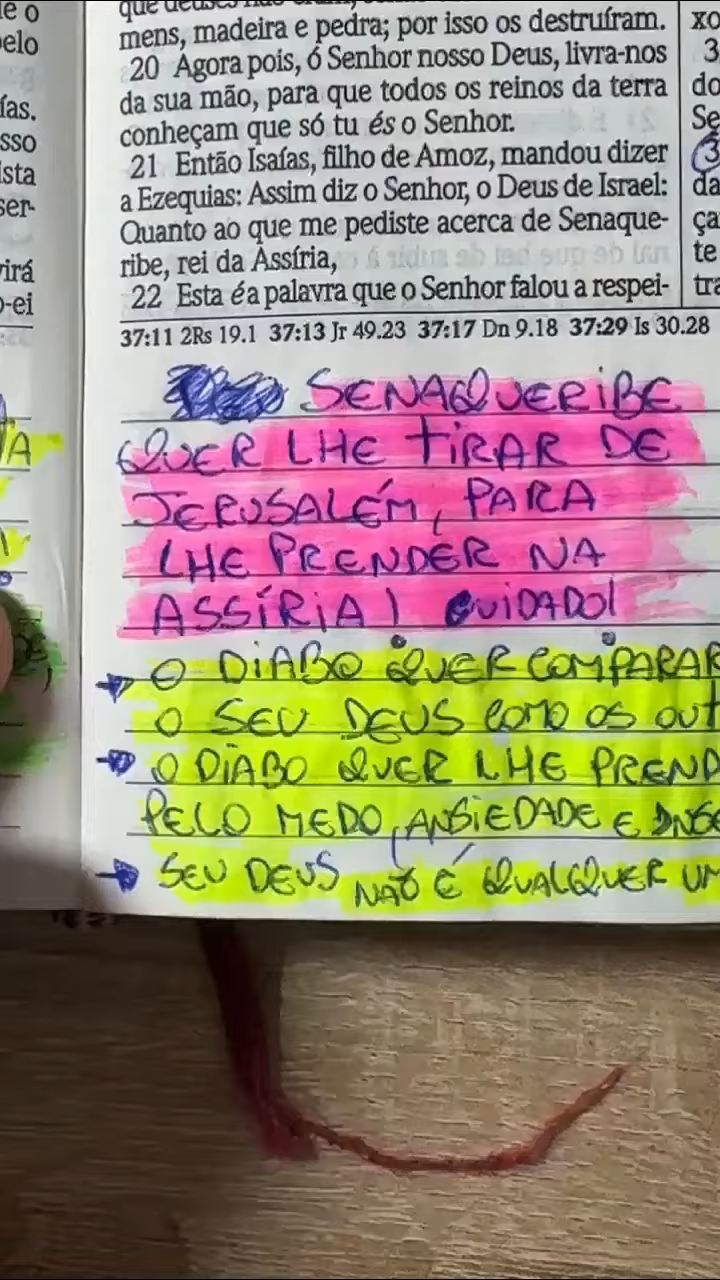 mens, madeira e pedra; por isso os destruíram.
20 Agora pois, ó Senhor nosso Deus, livra-nos
da sua mão, para que todos os reinos da terra
conheçam que só tu és o Senhor.
21 Então Isaías, filho de Amoz, mandou dizer
a Ezequias: Assim diz o Senhor, o Deus de Israel:
Quanto ao que me pediste acerca de Senaque-
ribe, rei da Assíria,
22 Esta é a palavra que o Senhor falou a respei-
37:11 2Rs 19.1 37:13 Jr 49.23 37:17 Dn 9.18 37:29 Is 30.28
SENAQUERIBE
QUER LHE TIRAR DE
JERUSALÉM, PARA
LHE PRENDER NA
ASSÍRIA! CUIDADO!
→ O DIABO QUER COMPARAR
O SEU DEUS COMO OS OUT
→ O DIABO QUER LHE PREND
PELO MEDO, ANSIEDADE E
→ SEU DEUS NÃO É QUALQUER UM